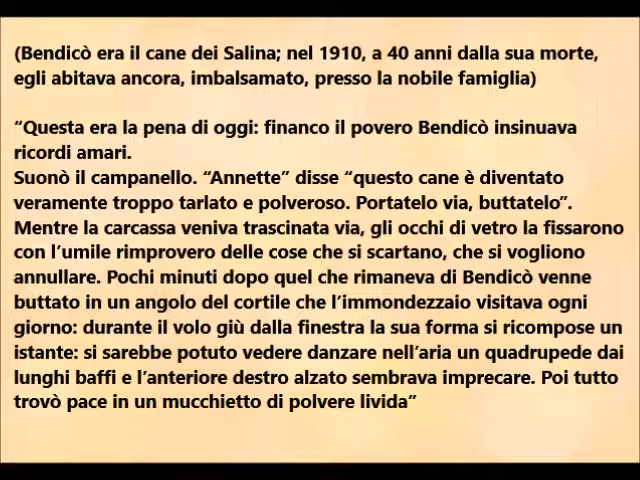 (Bendicò era il cane dei Salina; nel 1910, a 40 anni dalla sua morte,
egli abitava ancora, imbalsamato, presso la nobile famiglia)
“Questa era la pena di oggi: financo il povero Bendicò insinuava
ricordi amari.
Suonò il campanello. “Annette” disse “questo cane è diventato
veramente troppo tarlato e polveroso. Portatelo via, buttatelo”.
Mentre la carcassa veniva trascinata via, gli occhi di vetro la fissarono
con l’umile rimprovero delle cose che si scartano, che si vogliono
annullare. Pochi minuti dopo quel che rimaneva di Bendicò venne
buttato in un angolo del cortile che l’immondezzaio visitava ogni
giorno: durante il volo giù dalla finestra la sua forma si ricompose un
istante: si sarebbe potuto vedere danzare nell’aria un quadrupede dai
lunghi baffi e l’anteriore destro alzato sembrava imprecare. Poi tutto
trovò pace in un mucchietto di polvere livida”